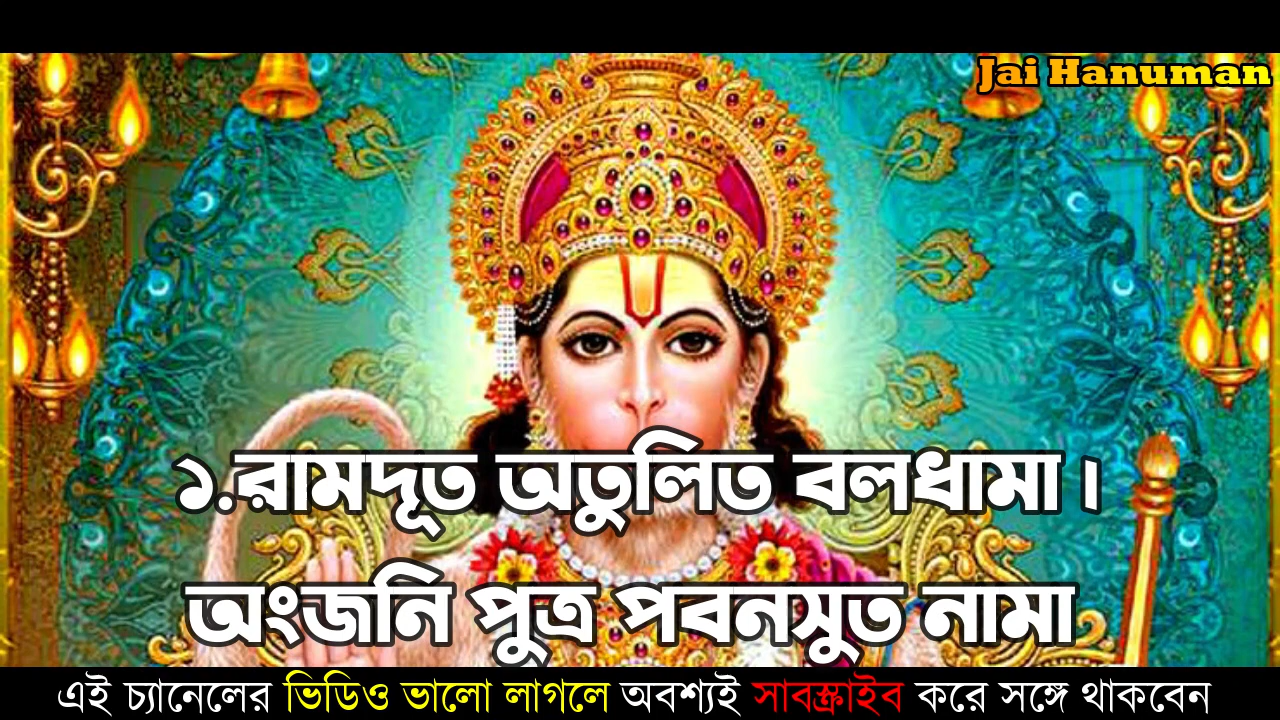 Jai Hanuman
১.রামদূত অতুলিত বলধামা।
অংজনি পুত্র পবনসুত নামা
এই চ্যানেলের ভিডিও ভালো লাগলে অবশ্যই সাবস্ক্রাইব করে সঙ্গে থাকবেন